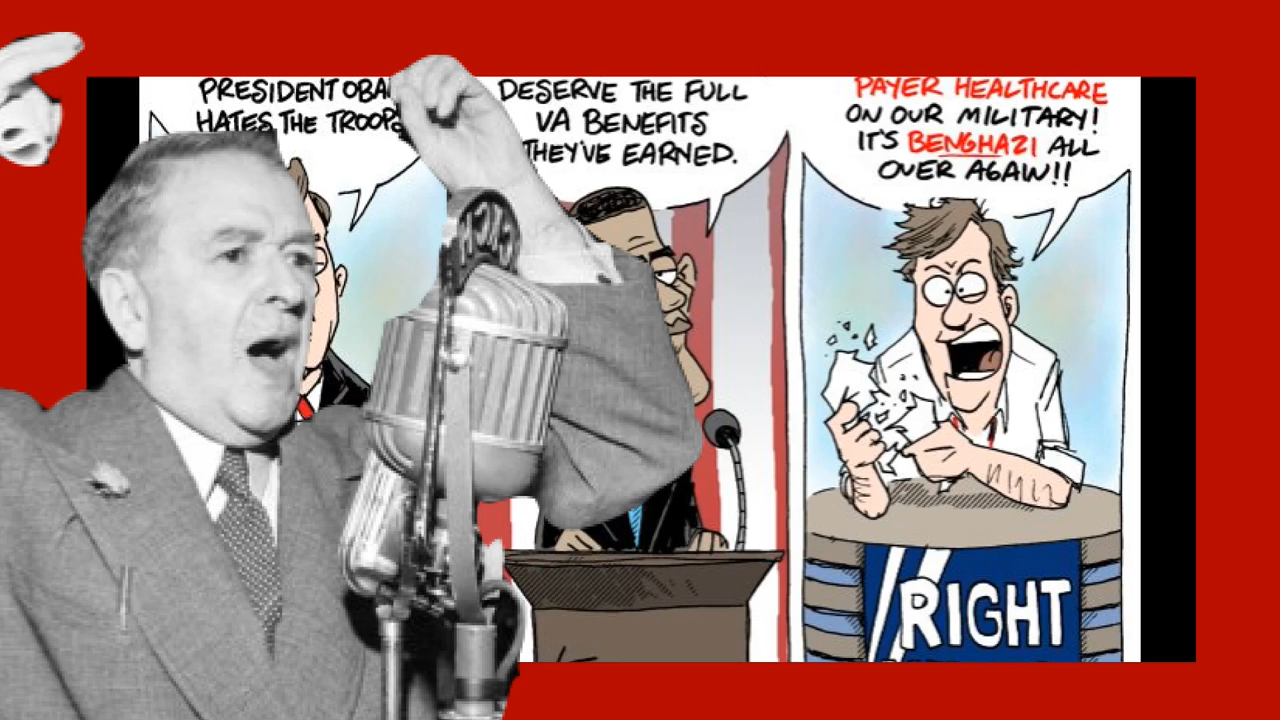 PRESIDENT OBA
HATES THE TROOPS
DESERVE THE FULL
VA BENEFITS
THEY'VE EARNED.
PAYER HEALTHCARE
ON OUR MILITARY!
IT'S BENGHAZI ALL
OVER AGAIN!!
RIGHT